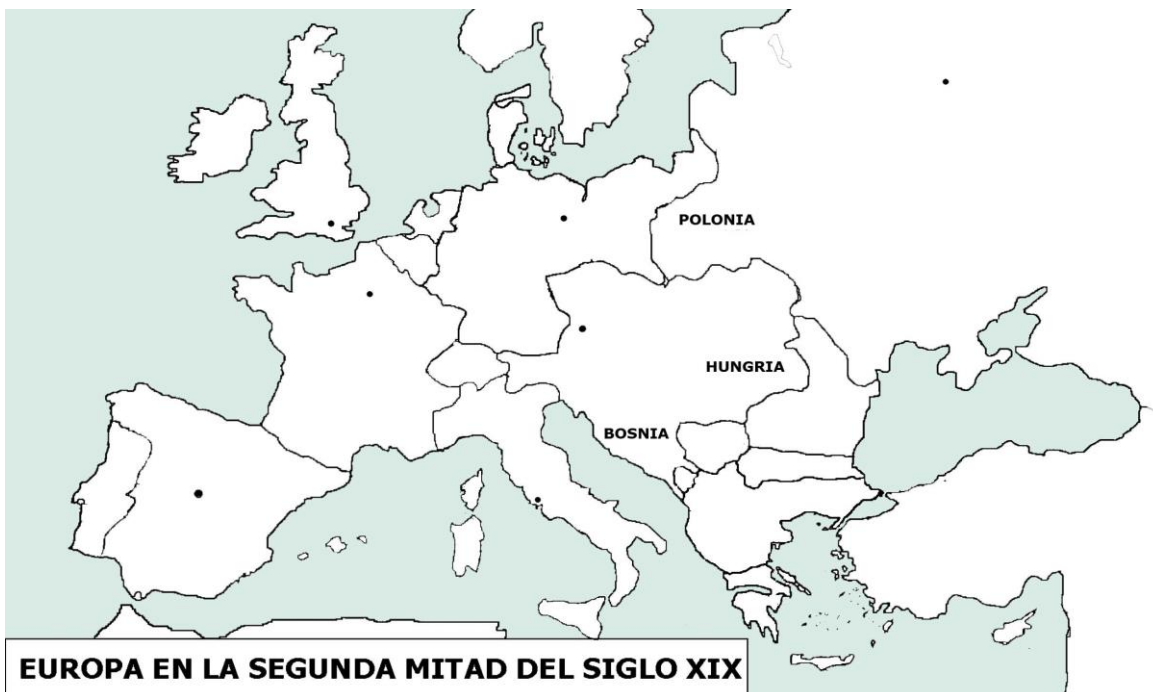 POLONIA
HUNGRIA
BOSNIA
EUROPA EN LA SEGUNDA MITAD DEL SIGLO XIX